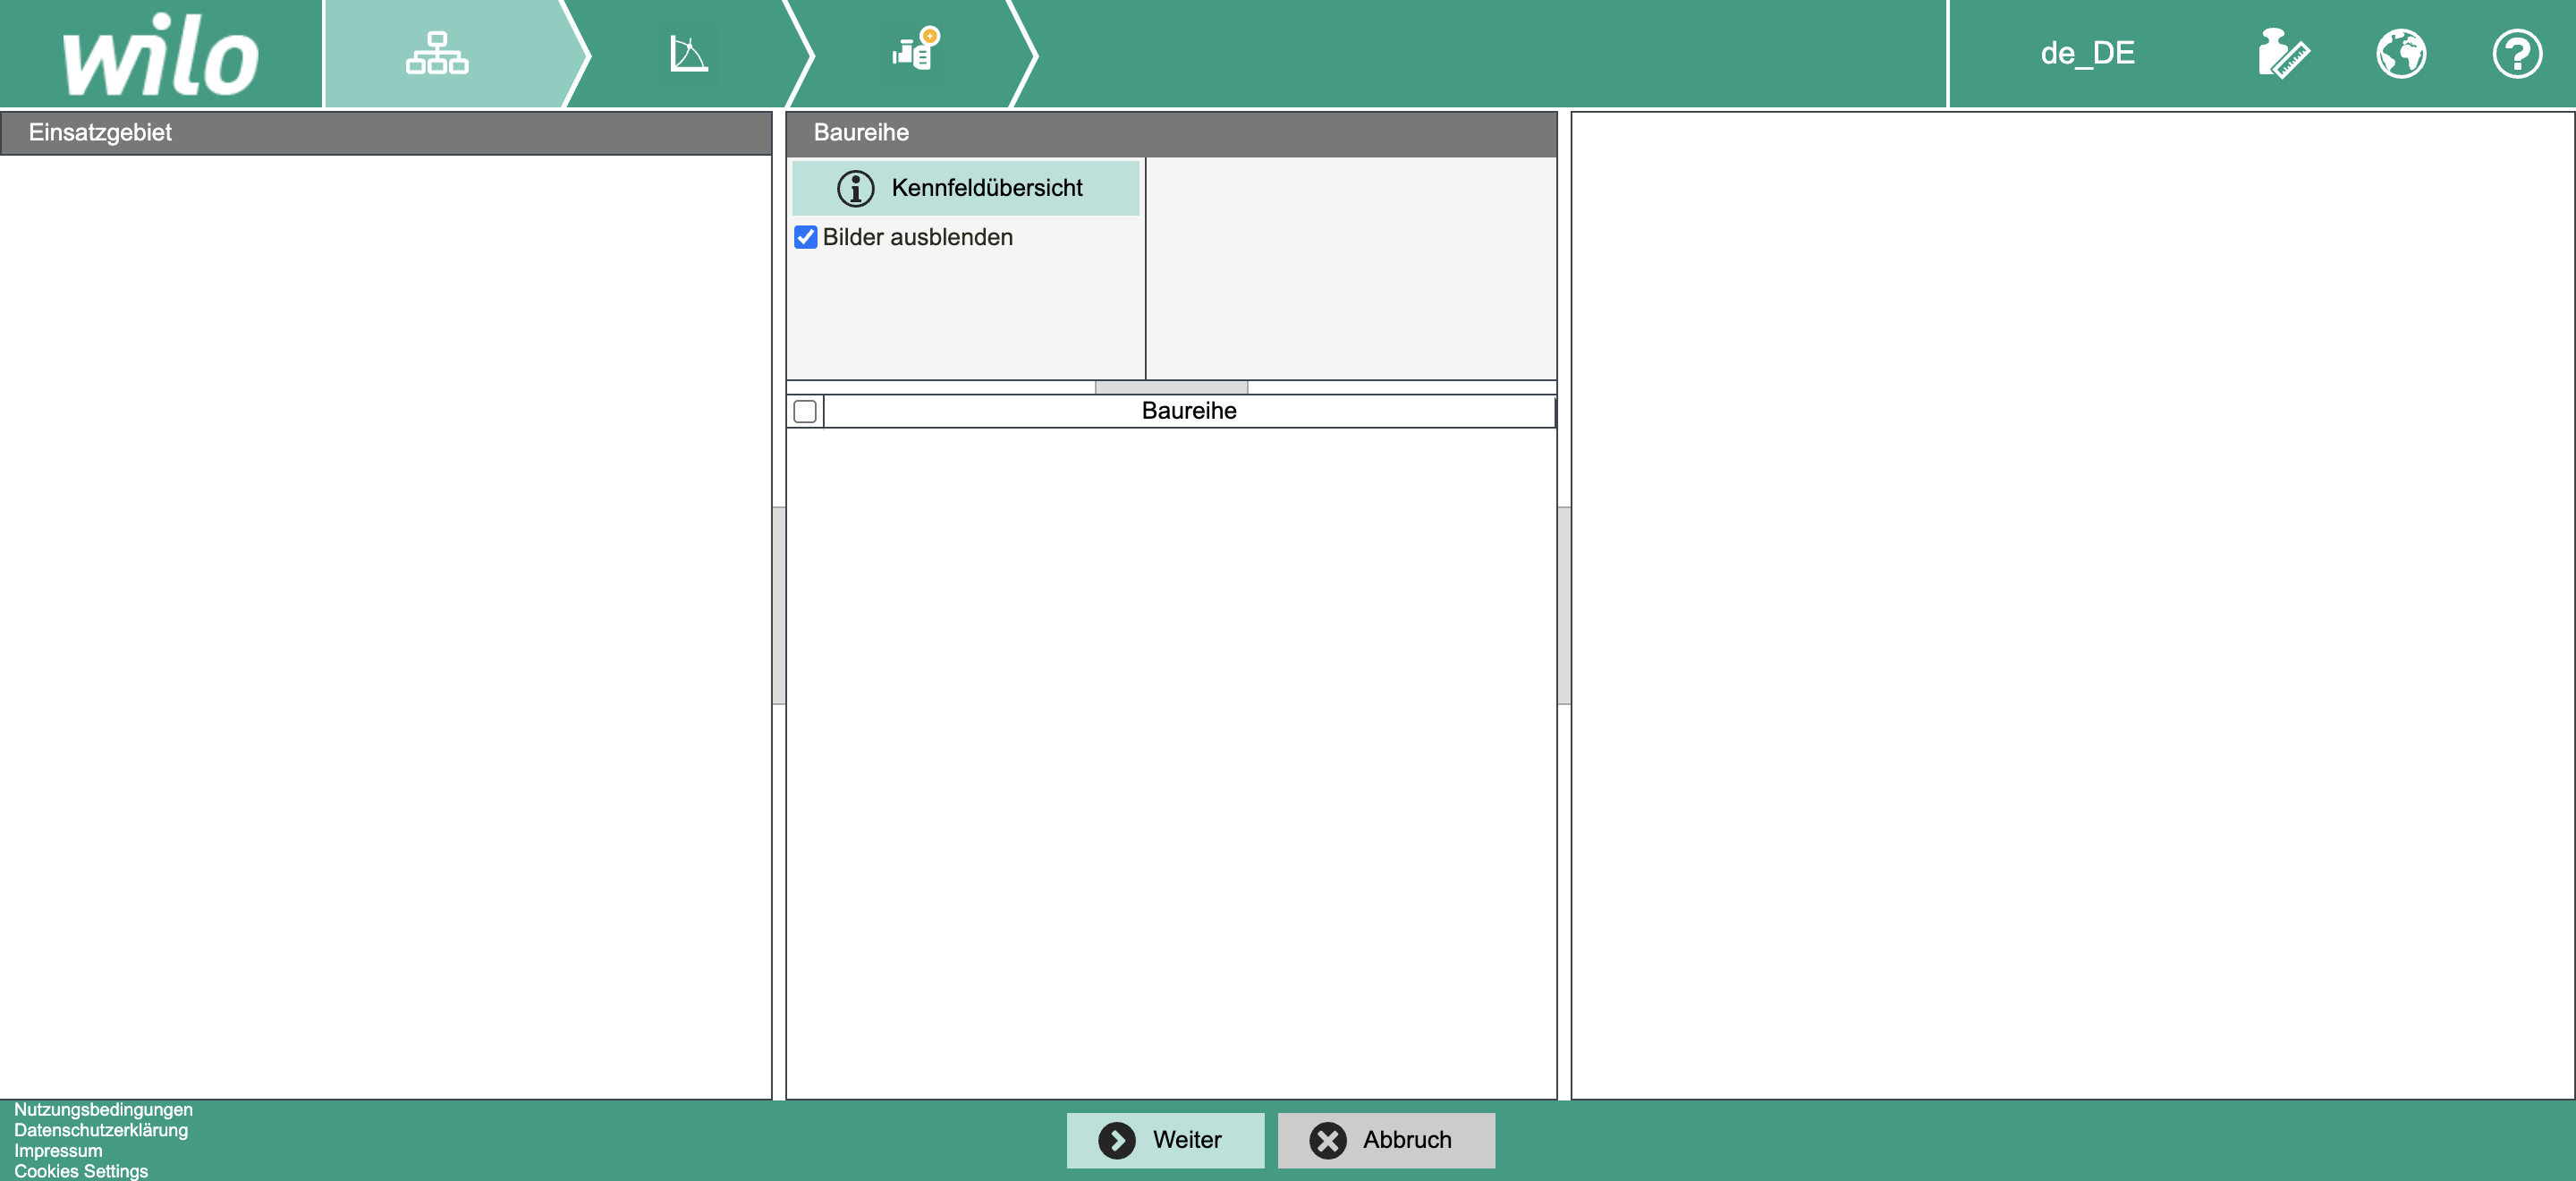 wilo
de_DE
Einsatzgebiet
Baureihe
Kennfeldübersicht
Bilder ausblenden
Baureihe
Nutzungsbedingungen
Datenschutzerklärung
Impressum
Cookies Settings
Weiter
Abbruch